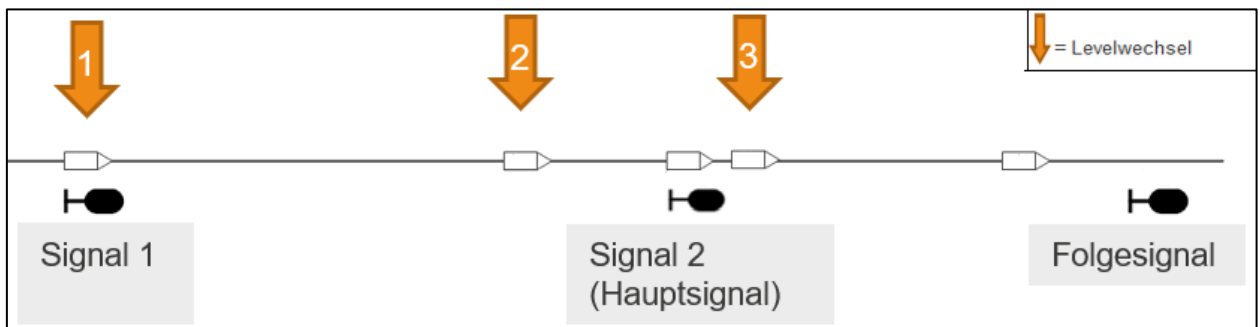 1
2
3
= Levelwechsel
Signal 1
Signal 2
(Hauptsignal)
Folgesignal